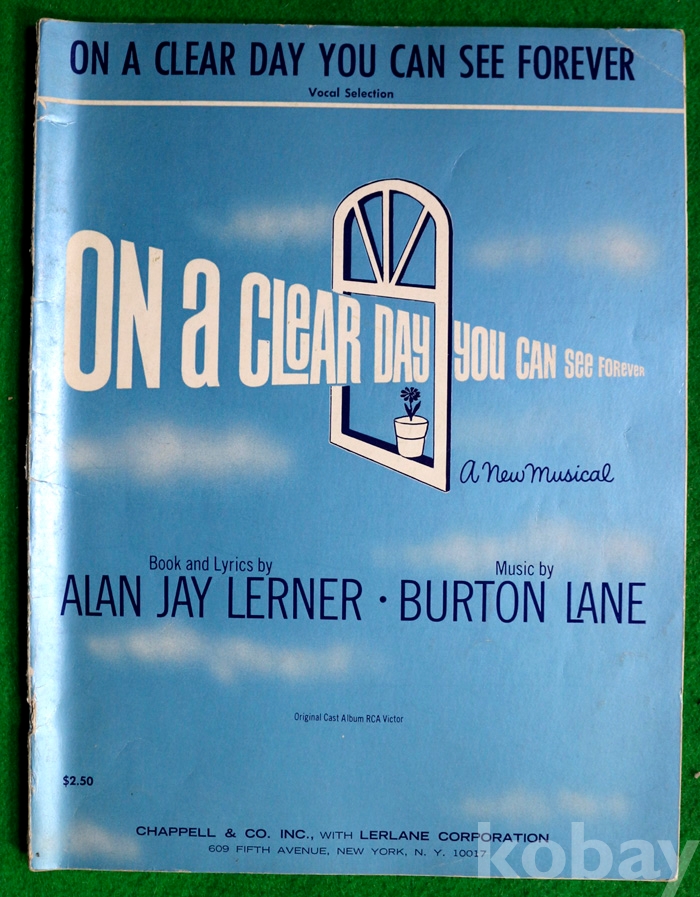 ON A CLEAR DAY YOU CAN SEE FOREVER
Vocal Selection
ON a CLeAR DAY YOU CAN See FOReveR
A New Musical
Book and Lyrics by
ALAN JAY LERNER •
Music by
BURTON LANE
Original Cast Album RCA Victor
$2.50
CHAPPELL & CO. INC., WITH LERLANE CORPORATION
609 FIFTH AVENUE, NEW YORK, N. Y. 10017
kobay